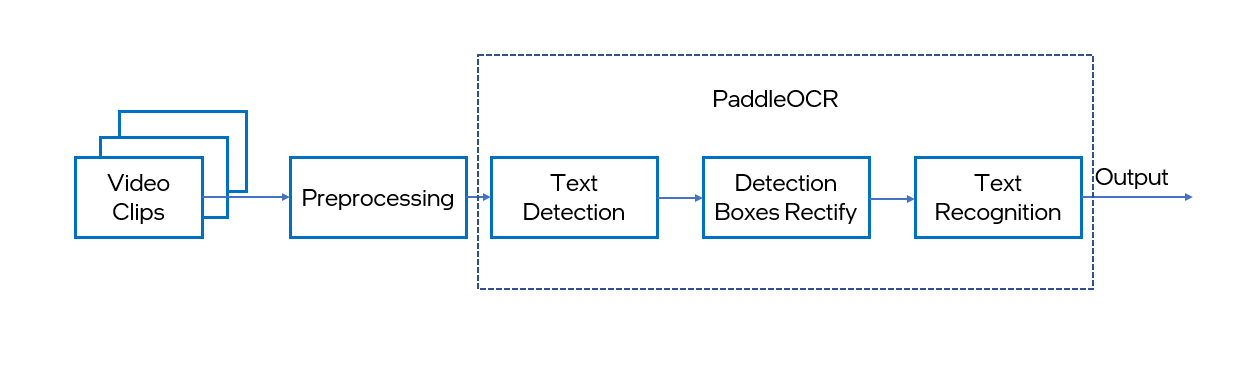 PaddleOCR
Video
Clips
Preprocessing
Text
Detection
Detection
Boxes Rectify
Text
Recognition
Output